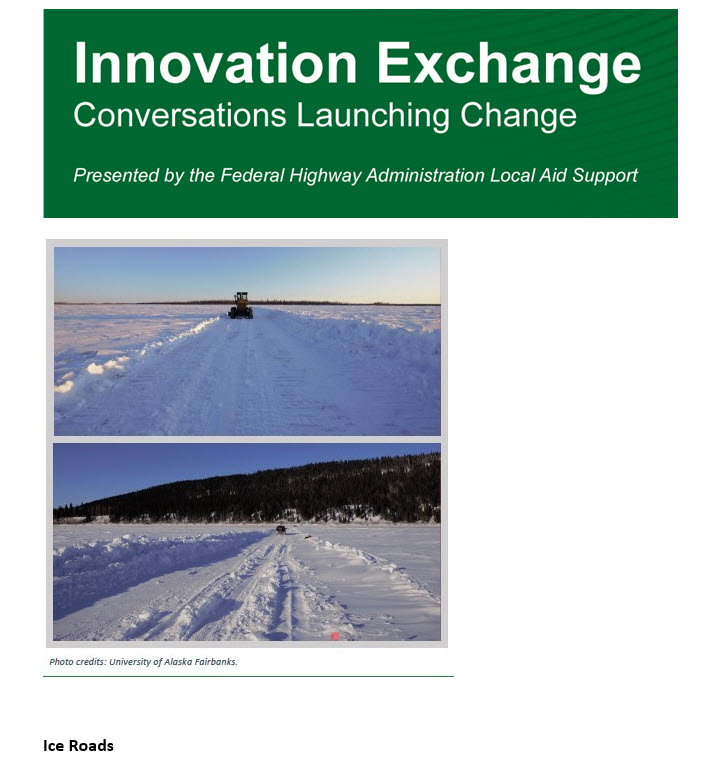 Innovation Exchange
Conversations Launching Change
Presented by the Federal Highway Administration Local Aid Support
Photo credits: University of Alaska Fairbanks.
Ice Roads